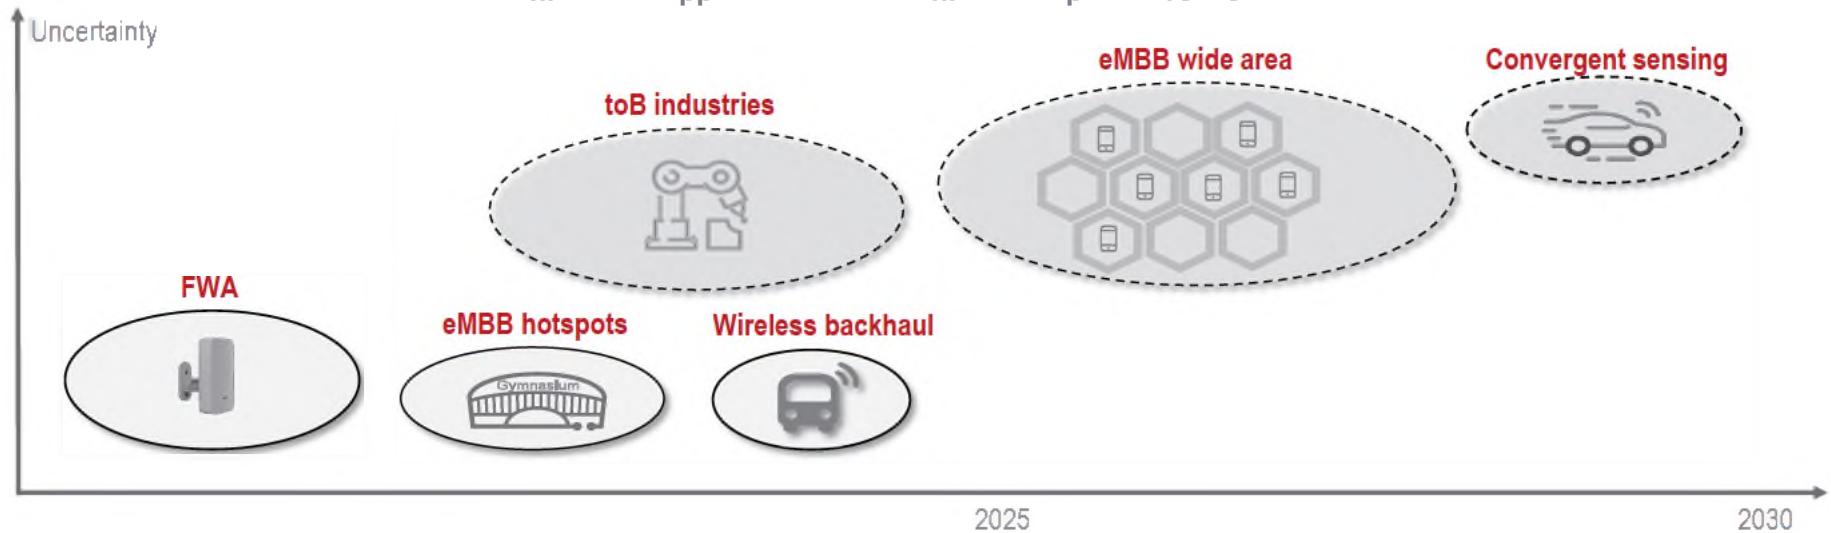 Uncertainty
eMBB wide area
Convergent sensing
toB industries
FWA
eMBB hotspots
Wireless backhaul
Gymnasium
2025
2030